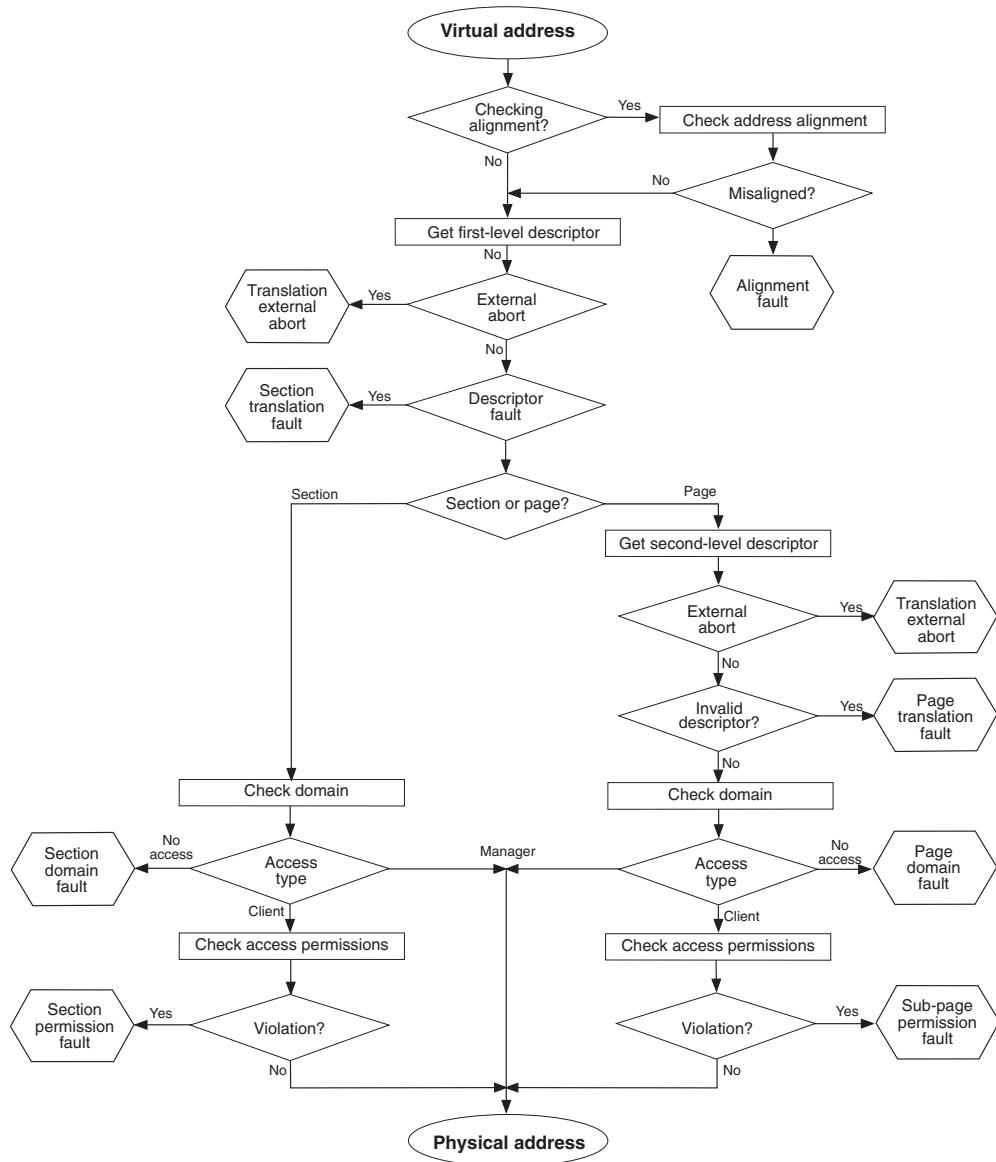 Virtual address
Checking
alignment?
Yes
Check address alignment
No
No
Misaligned?
Get first-level descriptor
No
Alignment
fault
Translation
external
abort
Yes
External
abort
No
Section
translation
fault
Yes
Descriptor
fault
Section
Section or page?
Page
Get second-level descriptor
External
abort
Yes
Translation
external
abort
No
Invalid
descriptor?
Yes
Page
translation
fault
No
Check domain
Check domain
Section
domain
fault
No
access
Access
type
Manager
Access
type
No
access
Page
domain
fault
Client
Client
Check access permissions
Check access permissions
Section
permission
fault
Yes
Violation?
Violation?
Yes
Sub-page
permission
fault
No
No
Physical address